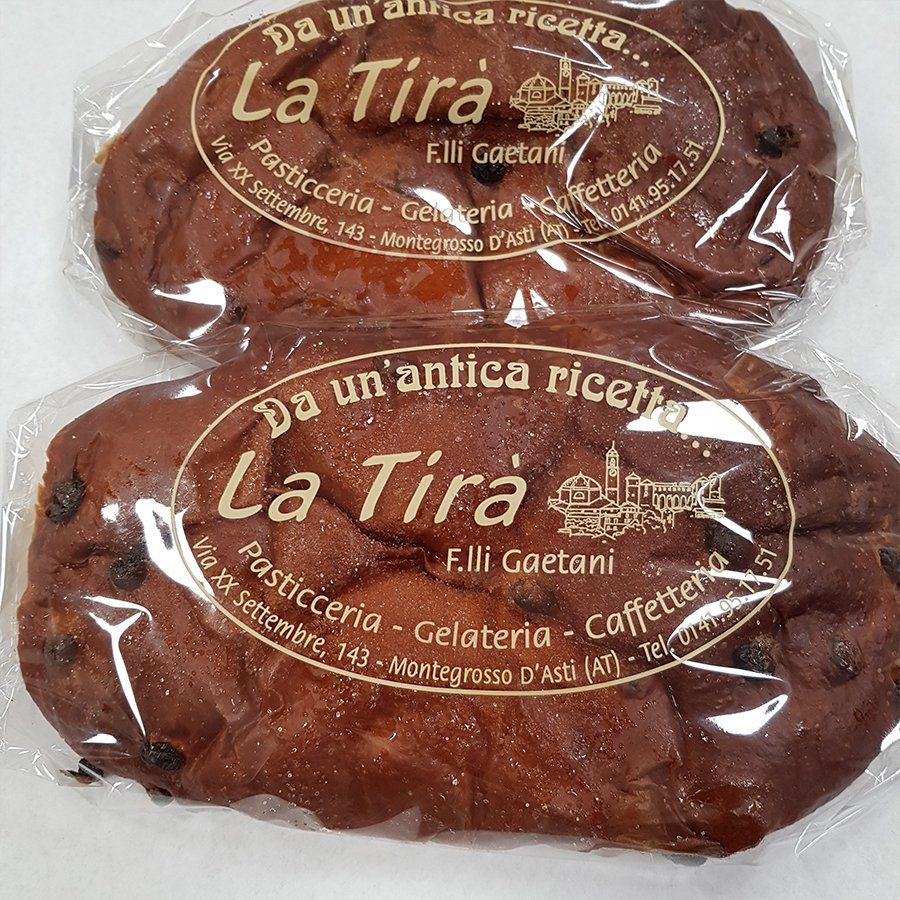 Da un'antica ricetta...
La Tirà
F.lli Gaetani
Pasticceria - Gelateria - Caffetteria
Via XX Settembre, 143 - Montegrosso D'Asti (AT) - Tel. 0141.95.17.51
Da un'antica ricetta...
La Tirà
F.lli Gaetani
Pasticceria - Gelateria - Caffetteria
Via XX Settembre, 143 - Montegrosso D'Asti (AT) - Tel. 0141.95.17.51